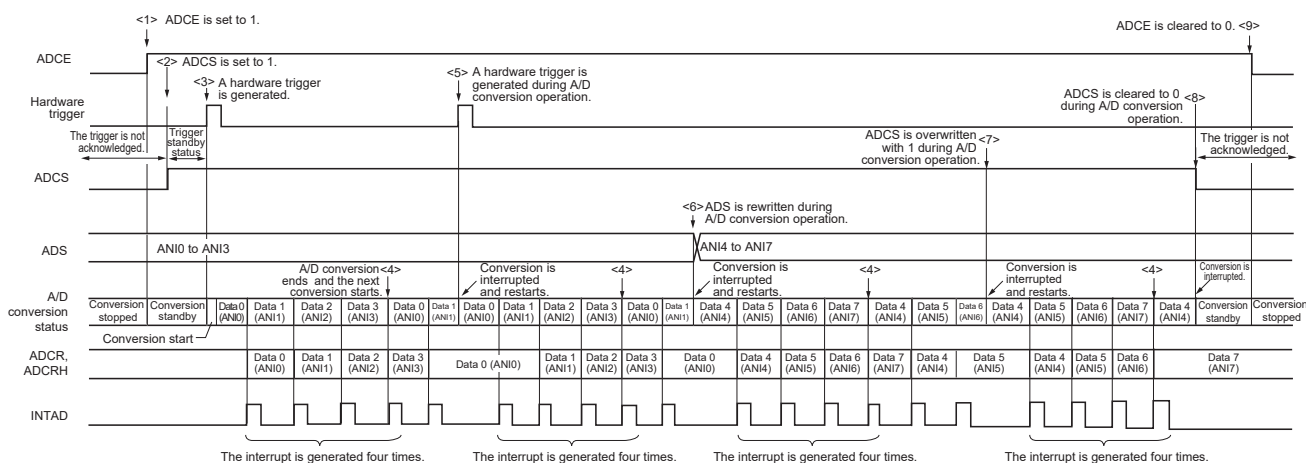 <1> ADCE is set to 1.
ADCE is cleared to 0. <9>
ADCE
<2> ADCS is set to 1.
<3> A hardware trigger
is generated.
<5> A hardware trigger is
generated during A/D
conversion operation.
ADCS is cleared to 0 <8>
during A/D conversion
operation.
Hardware
trigger
The trigger is not
acknowledged.
Trigger
standby
status
ADCS is overwritten <7>
with 1 during A/D
conversion operation.
The trigger is not
acknowledged.
ADCS
<6> ADS is rewritten during
A/D conversion operation.
ADS
ANI0 to ANI3
ANI4 to ANI7
A/D conversion <4>
ends and the next
conversion starts.
Conversion is
interrupted
and restarts.
<4>
Conversion is
interrupted
and restarts.
<4>
Conversion is
interrupted
and restarts.
<4>
Conversion is
interrupted.
A/D
conversion
status
Conversion
stopped
Conversion
standby
Data 0
(ANI0)
Data 1
(ANI1)
Data 2
(ANI2)
Data 3
(ANI3)
Data 0
(ANI0)
Data 1
(ANI1)
Data 0
(ANI0)
Data 1
(ANI1)
Data 2
(ANI2)
Data 3
(ANI3)
Data 0
(ANI0)
Data 1
(ANI1)
Data 4
(ANI4)
Data 5
(ANI5)
Data 6
(ANI6)
Data 7
(ANI7)
Data 4
(ANI4)
Data 5
(ANI5)
Data 6
(ANI6)
Data 4
(ANI4)
Data 5
(ANI5)
Data 6
(ANI6)
Data 7
(ANI7)
Data 4
(ANI4)
Conversion
standby
Conversion
stopped
Conversion start
ADCR,
ADCRH
Data 0
(ANI0)
Data 1
(ANI1)
Data 2
(ANI2)
Data 3
(ANI3)
Data 0 (ANI0)
Data 1
(ANI1)
Data 2
(ANI2)
Data 3
(ANI3)
Data 0
(ANI0)
Data 4
(ANI4)
Data 5
(ANI5)
Data 6
(ANI6)
Data 7
(ANI7)
Data 4
(ANI4)
Data 5
(ANI5)
Data 4
(ANI4)
Data 5
(ANI5)
Data 6
(ANI6)
Data 7
(ANI7)
INTAD
The interrupt is generated four times.
The interrupt is generated four times.
The interrupt is generated four times.
The interrupt is generated four times.